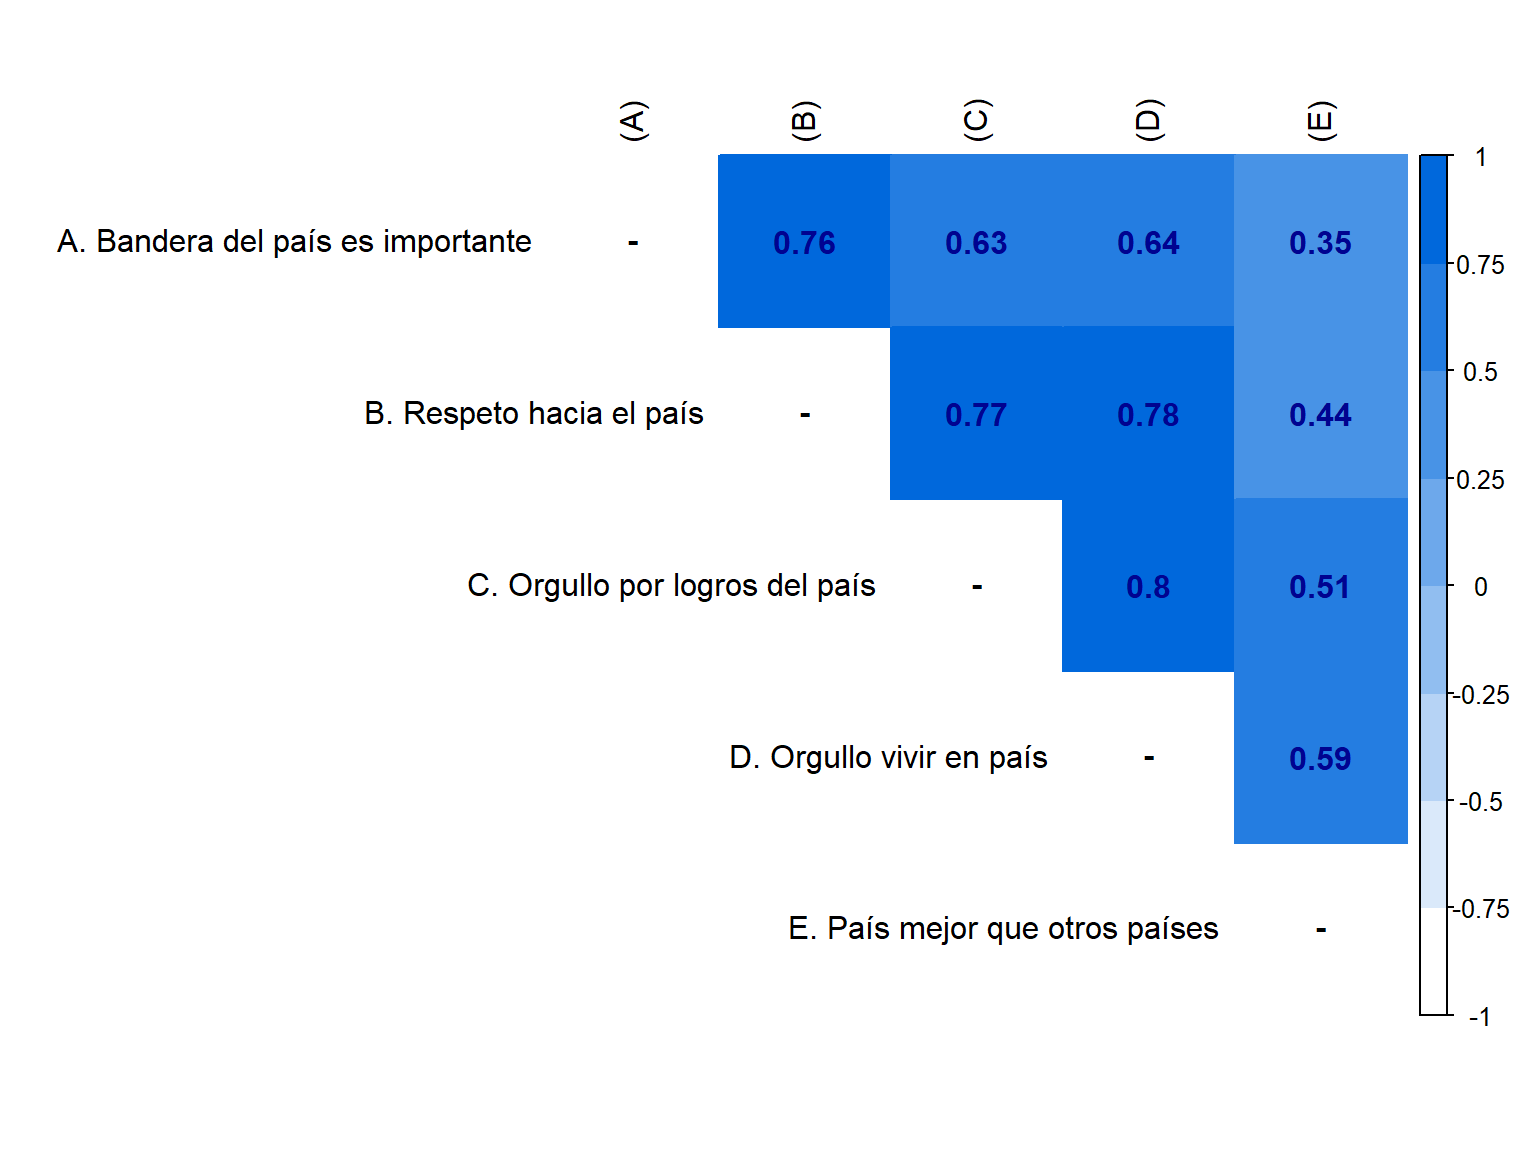 (A) (B) (C) (D) (E)
A. Bandera del país es importante - 0.76 0.63 0.64 0.35
B. Respeto hacia el país - 0.77 0.78 0.44
C. Orgullo por logros del país - 0.8 0.51
D. Orgullo vivir en país - 0.59
E. País mejor que otros países -
1
0.75
0.5
0.25
0
-0.25
-0.5
-0.75
-1